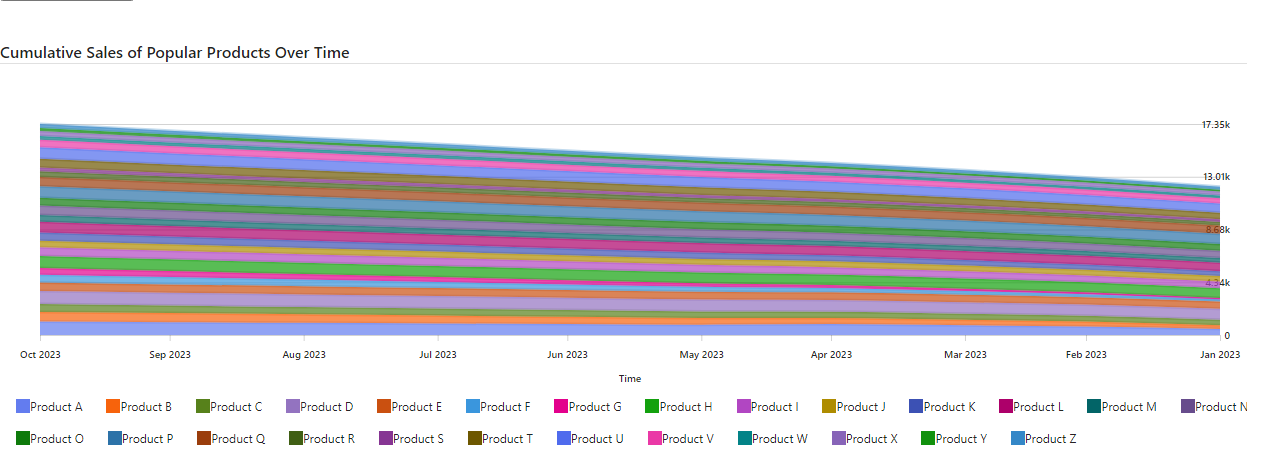 Cumulative Sales of Popular Products Over Time
17.35k
13.01k
8.68k
4.34k
0
Oct 2023 Sep 2023 Aug 2023 Jul 2023 Jun 2023 May 2023 Apr 2023 Mar 2023 Feb 2023 Jan 2023
Time
Product A Product B Product C Product D Product E Product F Product G Product H Product I Product J Product K Product L Product M Product N
Product O Product P Product Q Product R Product S Product T Product U Product V Product W Product X Product Y Product Z